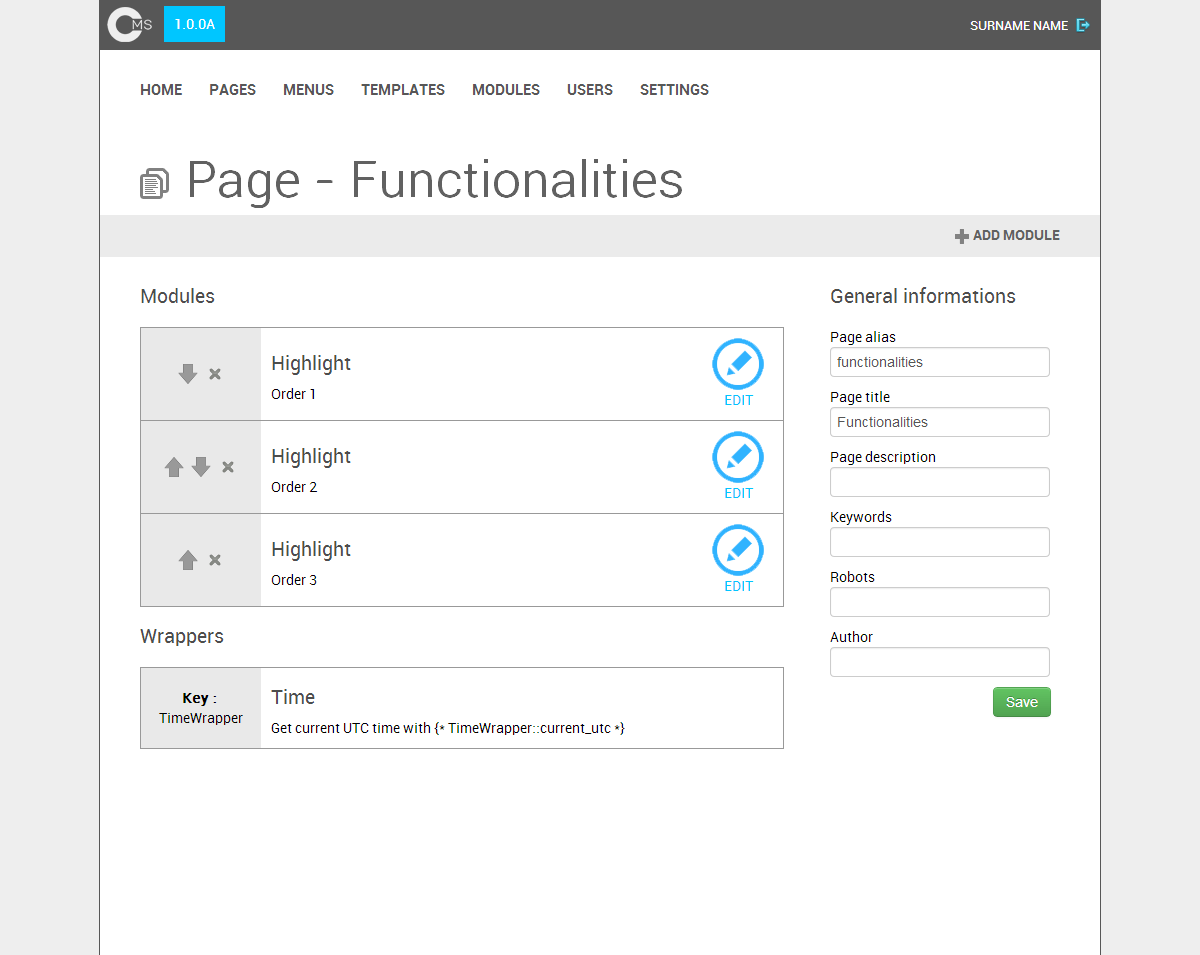 CMS 1.0.0A SURNAME NAME
HOME PAGES MENUS TEMPLATES MODULES USERS SETTINGS
Page - Functionalities
ADD MODULE
Modules
Highlight
Order 1
EDIT
Highlight
Order 2
EDIT
Highlight
Order 3
EDIT
Wrappers
Key :
TimeWrapper
Time
Get current UTC time with {* TimeWrapper::current_utc *}
General informations
Page alias
functionalities
Page title
Functionalities
Page description
Keywords
Robots
Author
Save